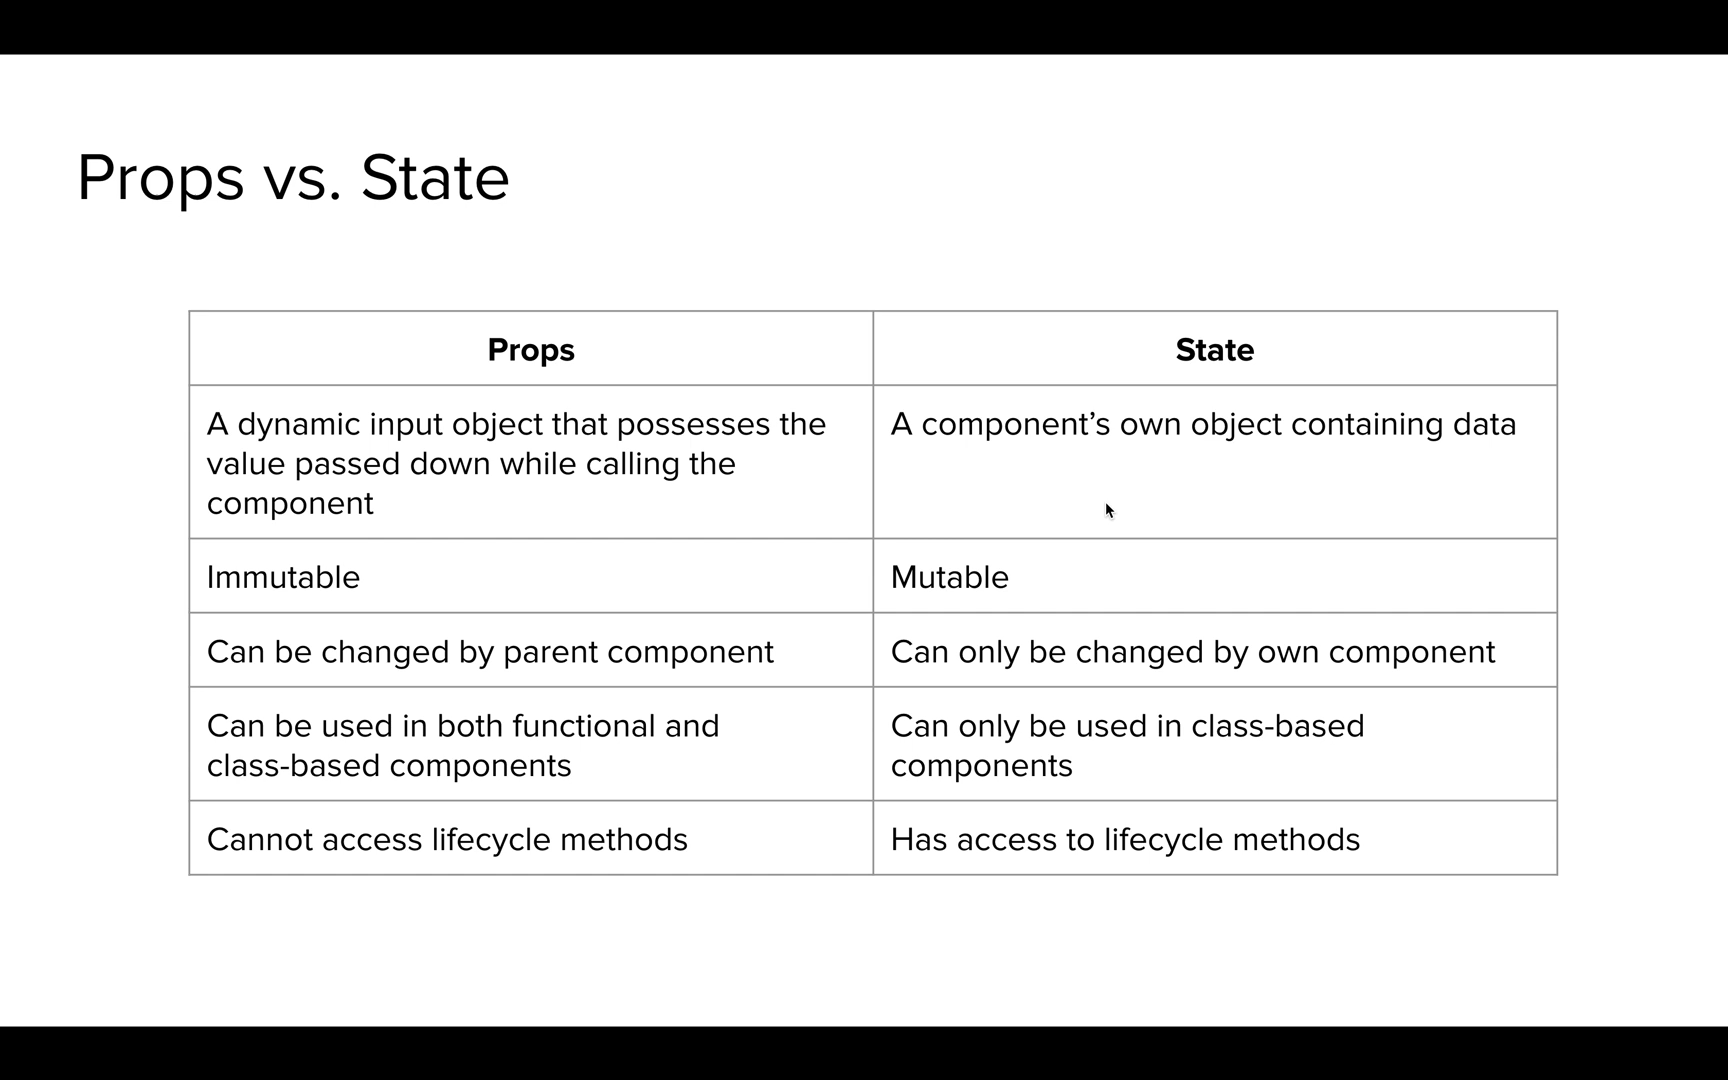 Props vs. State
Props
State
A dynamic input object that possesses the
value passed down while calling the
component
A component’s own object containing data
Immutable
Mutable
Can be changed by parent component
Can only be changed by own component
Can be used in both functional and
class-based components
Can only be used in class-based
components
Cannot access lifecycle methods
Has access to lifecycle methods